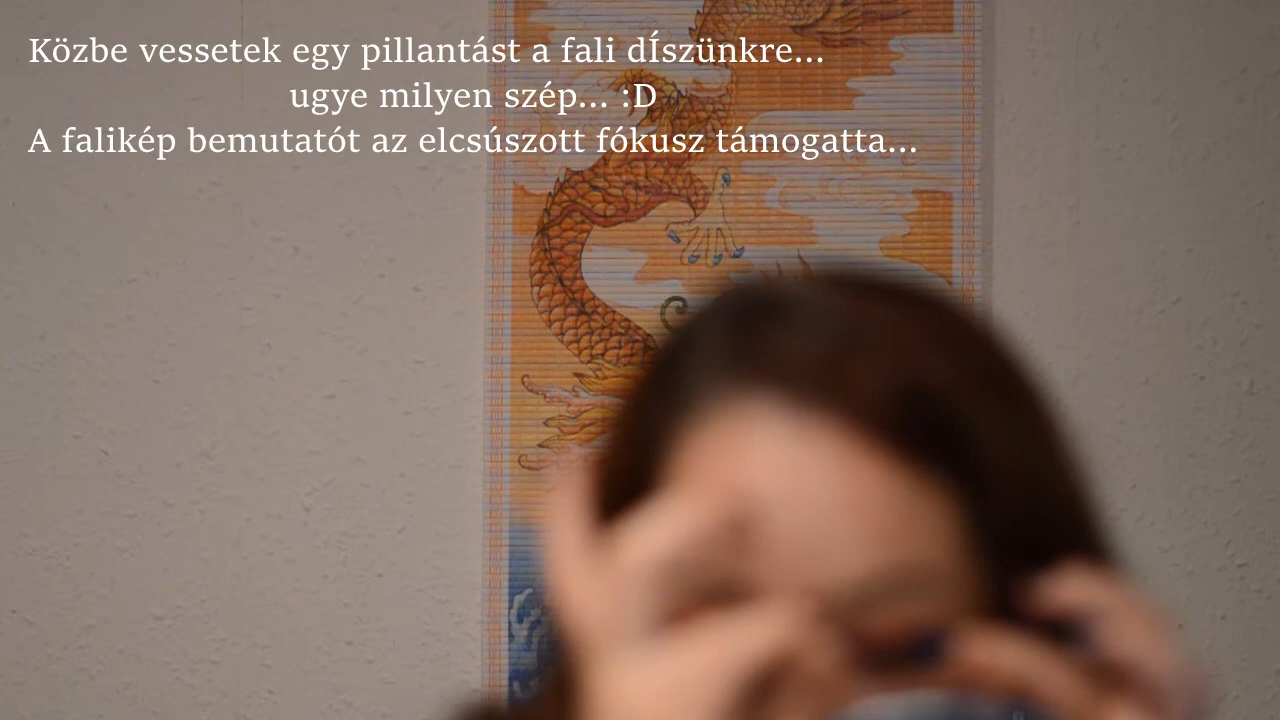 Közbe vessetek egy pillantást a fali dÍszünkre...
ugye milyen szép... :D
A falikép bemutatót az elcsúszott fókusz támogatta...